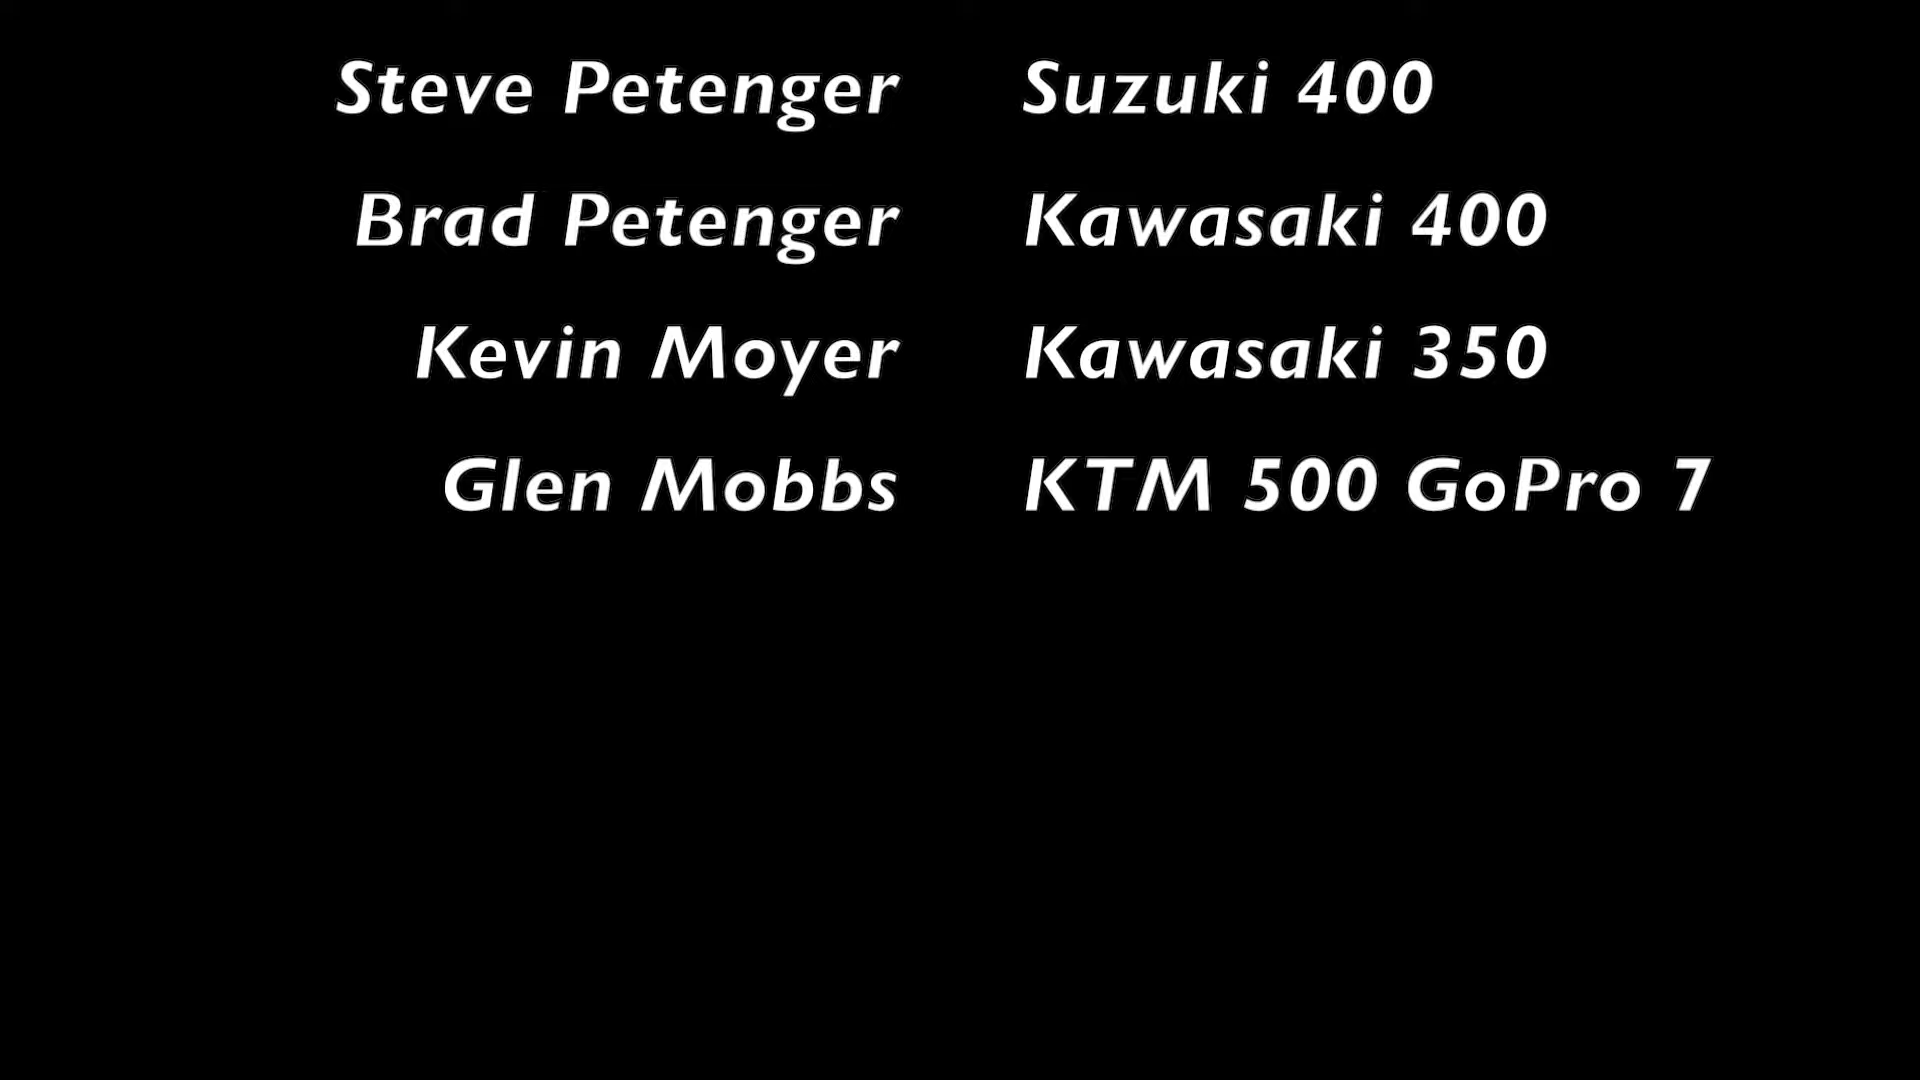 Steve Petenger Suzuki 400
Brad Petenger Kawasaki 400
Kevin Moyer Kawasaki 350
Glen Mobbs KTM 500 GoPro 7